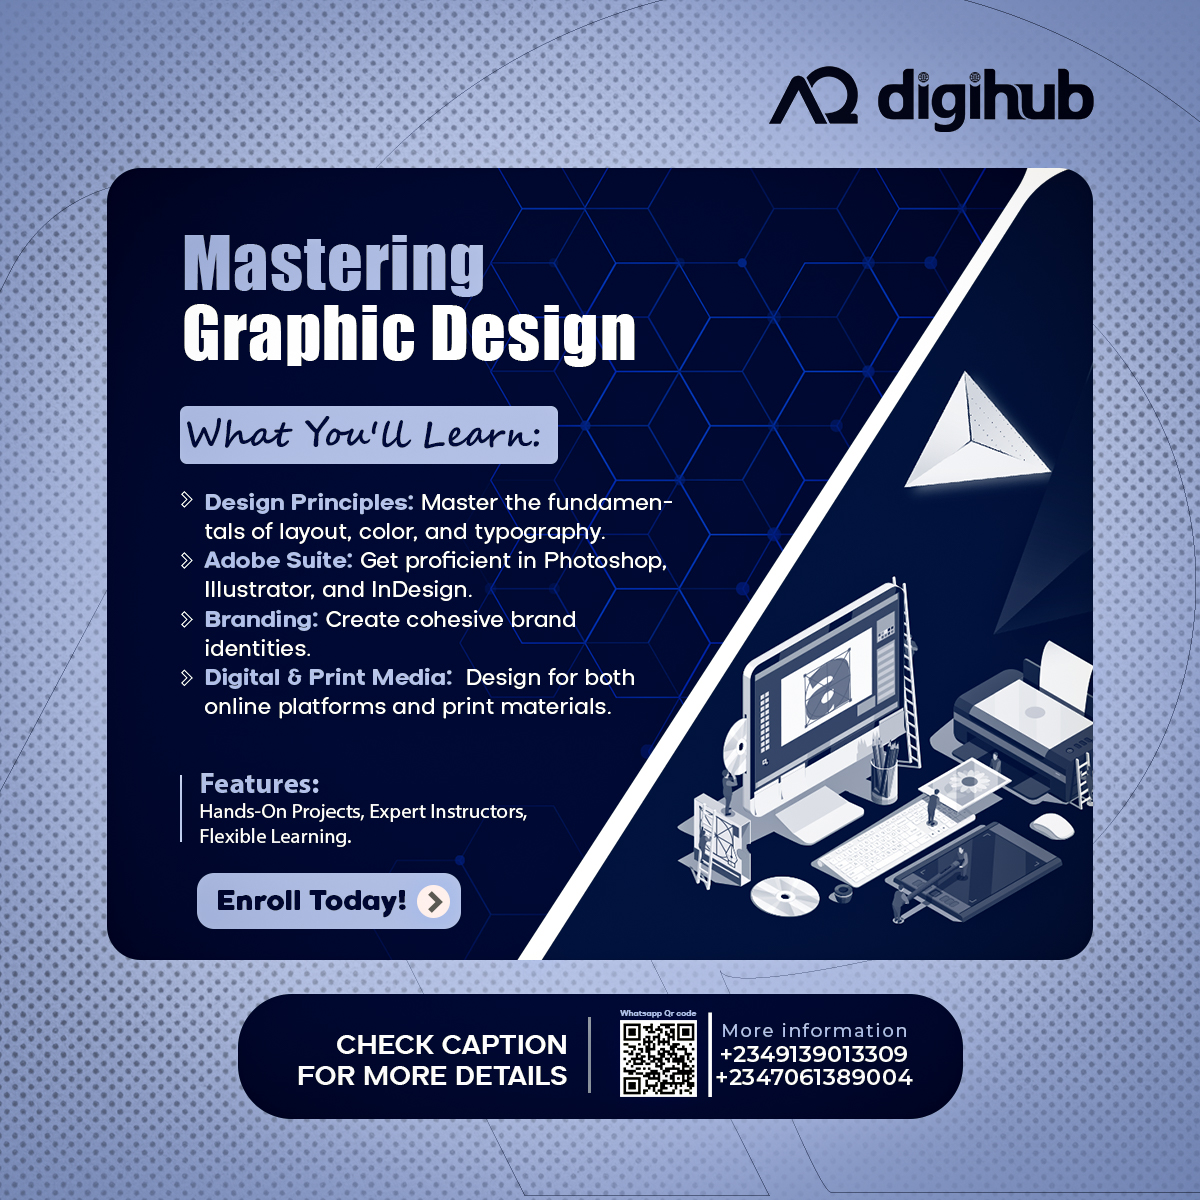 AQ digihub
Mastering
Graphic Design
What You'll Learn:
Design Principles: Master the fundamen-
tals of layout, color, and typography.
Adobe Suite: Get proficient in Photoshop,
Illustrator, and InDesign.
Branding: Create cohesive brand
identities.
Digital & Print Media: Design for both
online platforms and print materials.
Features:
Hands-On Projects, Expert Instructors,
Flexible Learning.
Enroll Today!
a
CHECK CAPTION
FOR MORE DETAILS
Whatsapp Qr code
More information
+2349139013309
+2347061389004